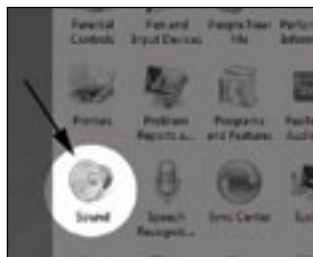 Parental Pen and People Near
Controls Input Devices Me
Printers Problem Programs
Reports a... and Features
Sound Speech Sync Center
Recogniti...